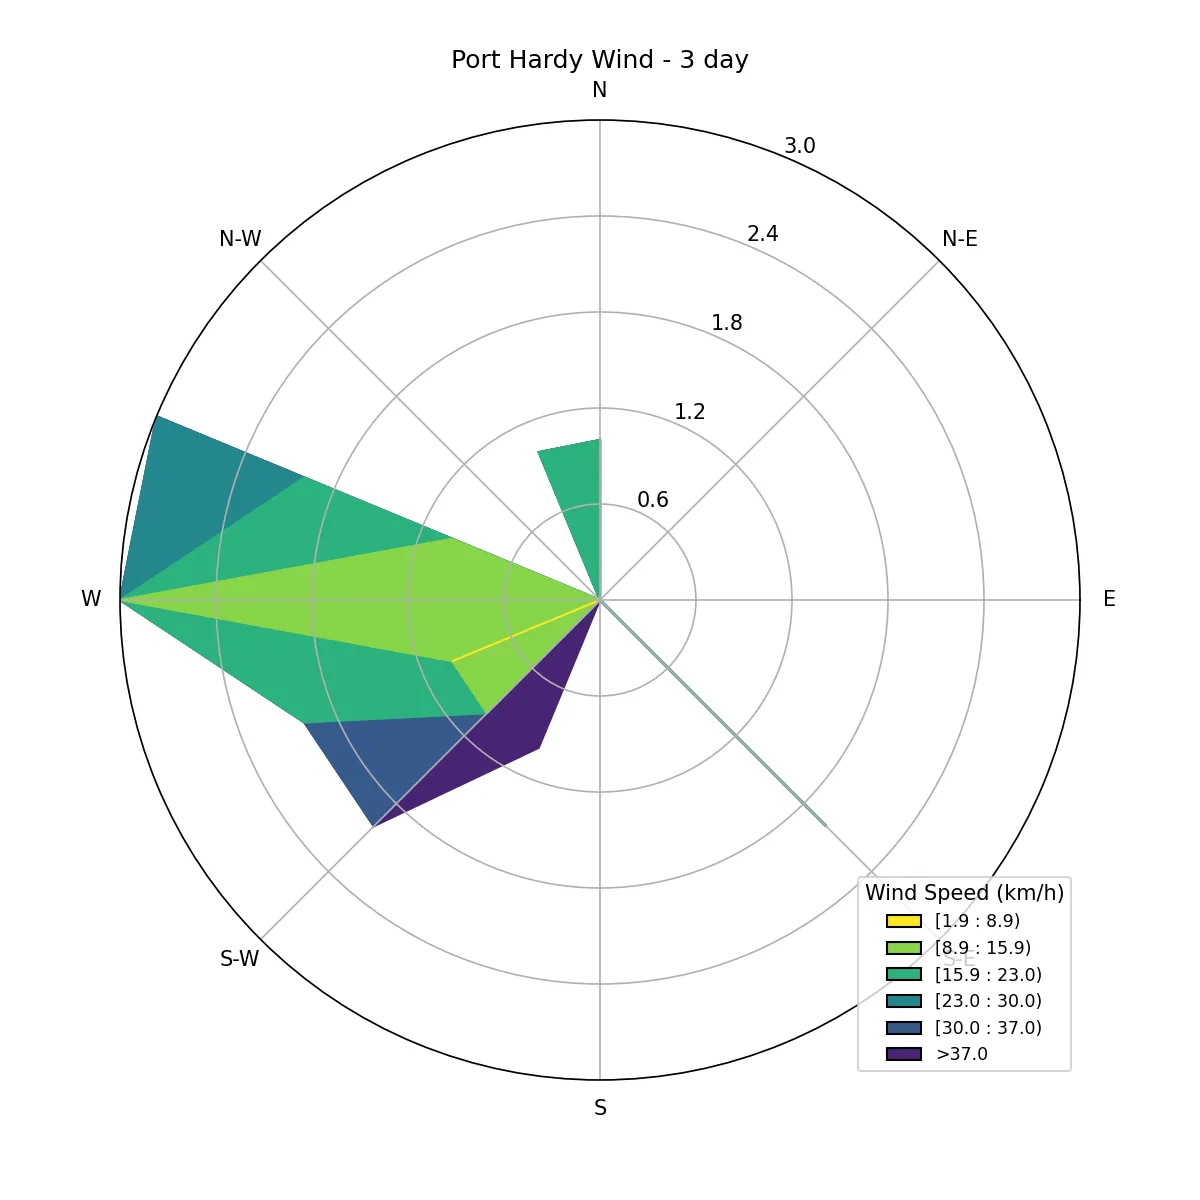 Port Hardy Wind - 3 day
N
3.0
N-W
N-E
2.4
1.8
1.2
0.6
W
E
S-W
S-E
S
Wind Speed (km/h)
[1.9 : 8.9)
[8.9 : 15.9)
[15.9 : 23.0)
[23.0 : 30.0)
[30.0 : 37.0)
>37.0